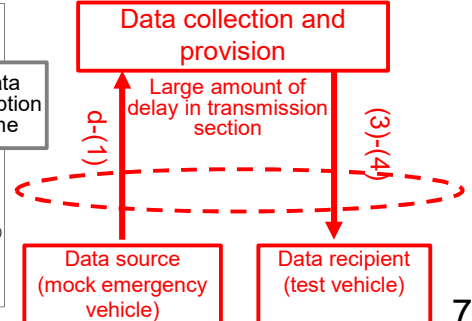 Data collection and
provision
Large amount of
delay in transmission
section
d-(1)
(3)-(4)
Data source
(mock emergency
vehicle)
Data recipient
(test vehicle)
7